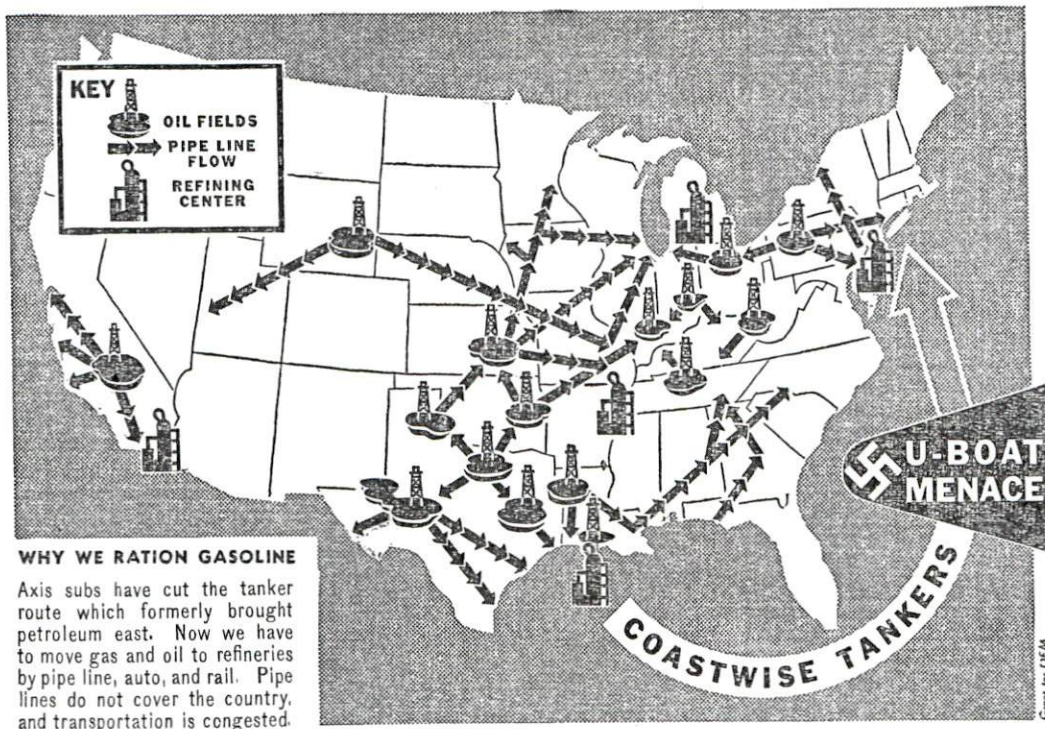 KEY
OIL FIELDS
PIPE LINE
FLOW
REFINING
CENTER
U-BOAT
MENACE
COASTWISE TANKERS
WHY WE RATION GASOLINE
Axis subs have cut the tanker
route which formerly brought
petroleum east. Now we have
to move gas and oil to refineries
by pipe line, auto, and rail. Pipe
lines do not cover the country,
and transportation is congested.